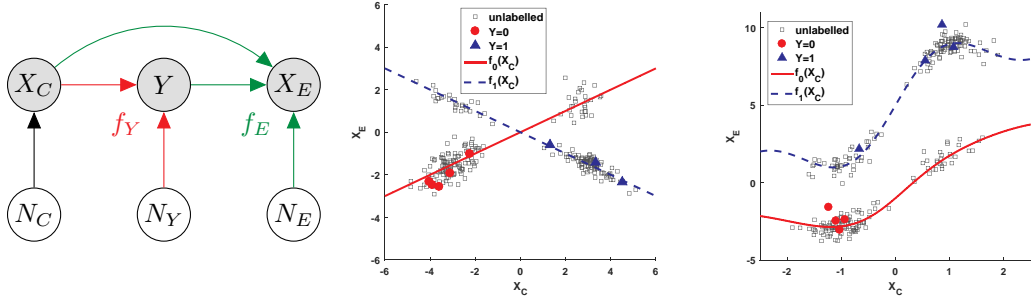 X_C Y X_E
f_Y f_E
N_C N_Y N_E
6
4
2
0
-2
-4
-6
X_E
unlabelled
Y=0
Y=1
f_0(X_C)
f_1(X_C)
-6 -4 -2 0 2 4 6
X_C
10
5
0
-5
X_E
unlabelled
Y=0
Y=1
f_0(X_C)
f_1(X_C)
-2 -1 0 1 2
X_C